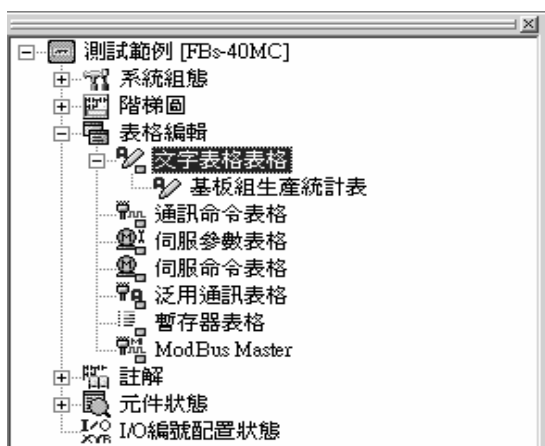 測試範例 [FBs-40MC]
系統組態
階梯圖
表格編輯
文字表格表格
基板組生產統計表
通訊命令表格
伺服參數表格
伺服命令表格
泛用通訊表格
暫存器表格
ModBus Master
註解
元件狀態
I/O編號配置狀態